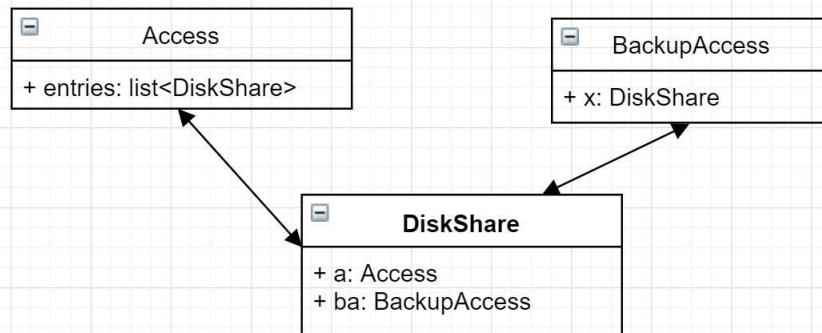 Access
+ entries: list<DiskShare>
BackupAccess
+ x: DiskShare
DiskShare
+ a: Access
+ ba: BackupAccess